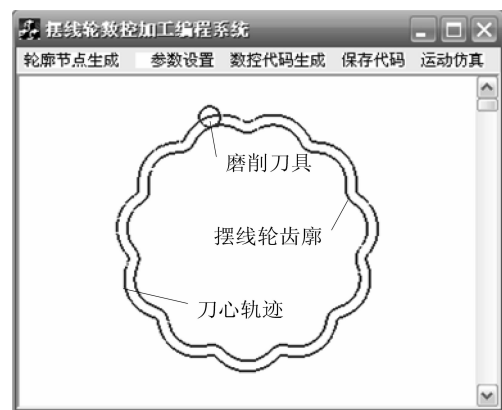 摆线轮数控加工编程系统
轮廓节点生成 参数设置 数控代码生成 保存代码 运动仿真
磨削刀具
摆线轮齿廓
刀心轨迹